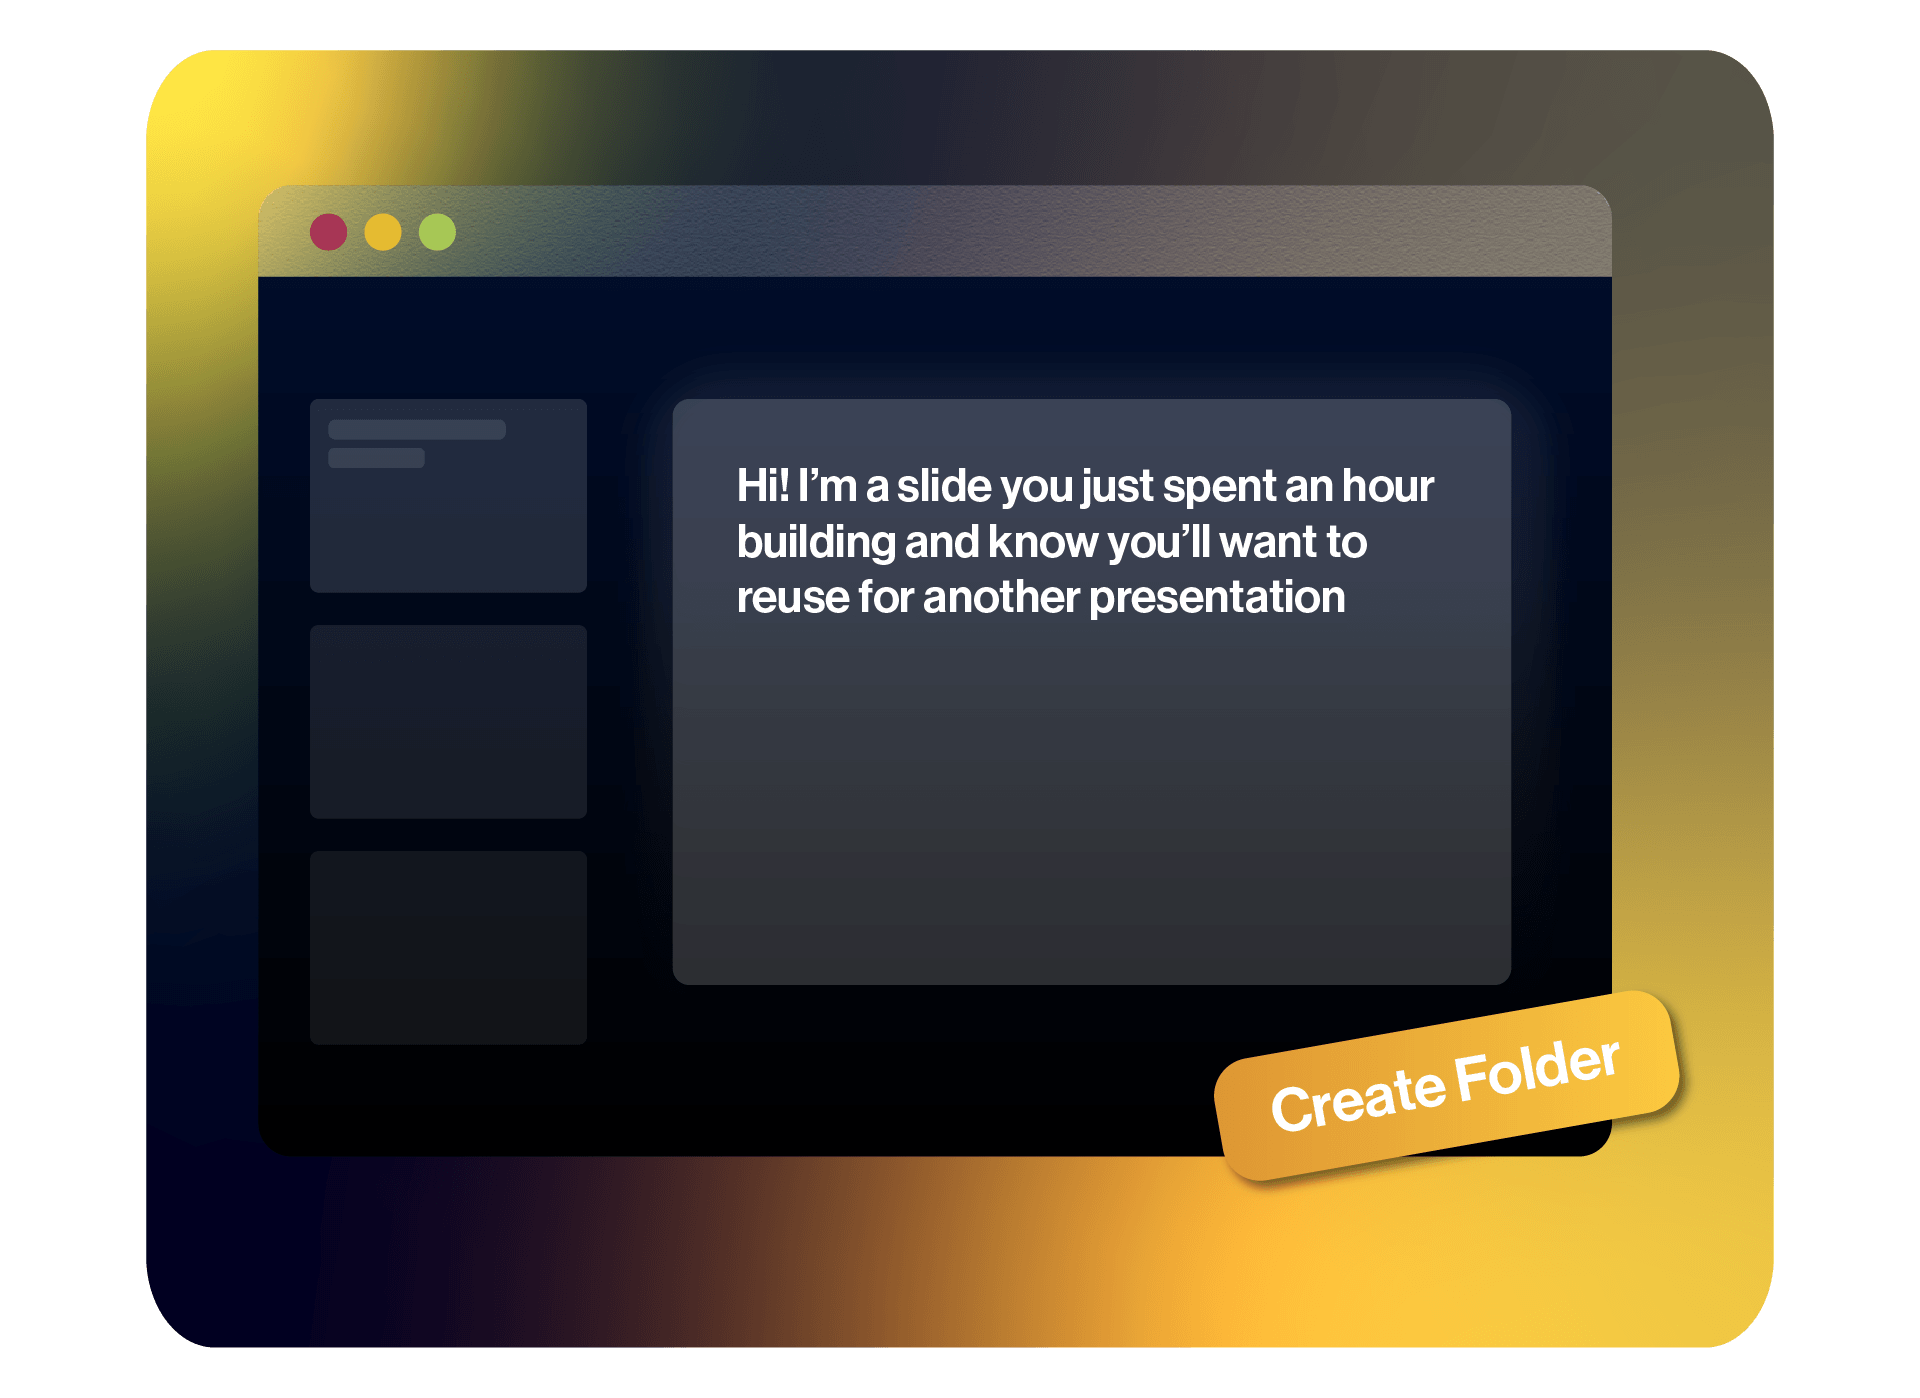 Hi! I’m a slide you just spent an hour
building and know you’ll want to
reuse for another presentation
Create Folder